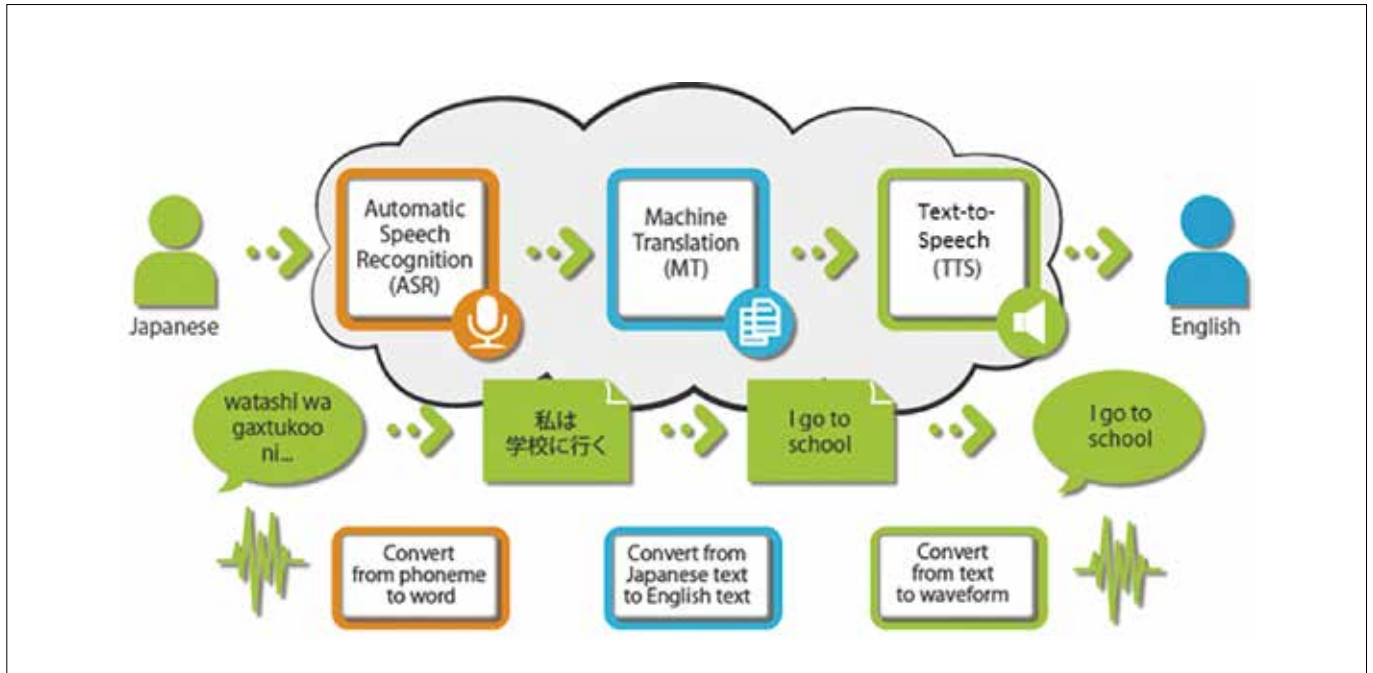 Automatic
Speech
Recognition
(ASR)
Machine
Translation
(MT)
Text-to-
Speech
(TTS)
Japanese
English
watashi wa
gaxtukoo
ni...
私は
学校に行く
I go to
school
I go to
school
Convert
from phoneme
to word
Convert from
Japanese text
to English text
Convert
from text
to waveform